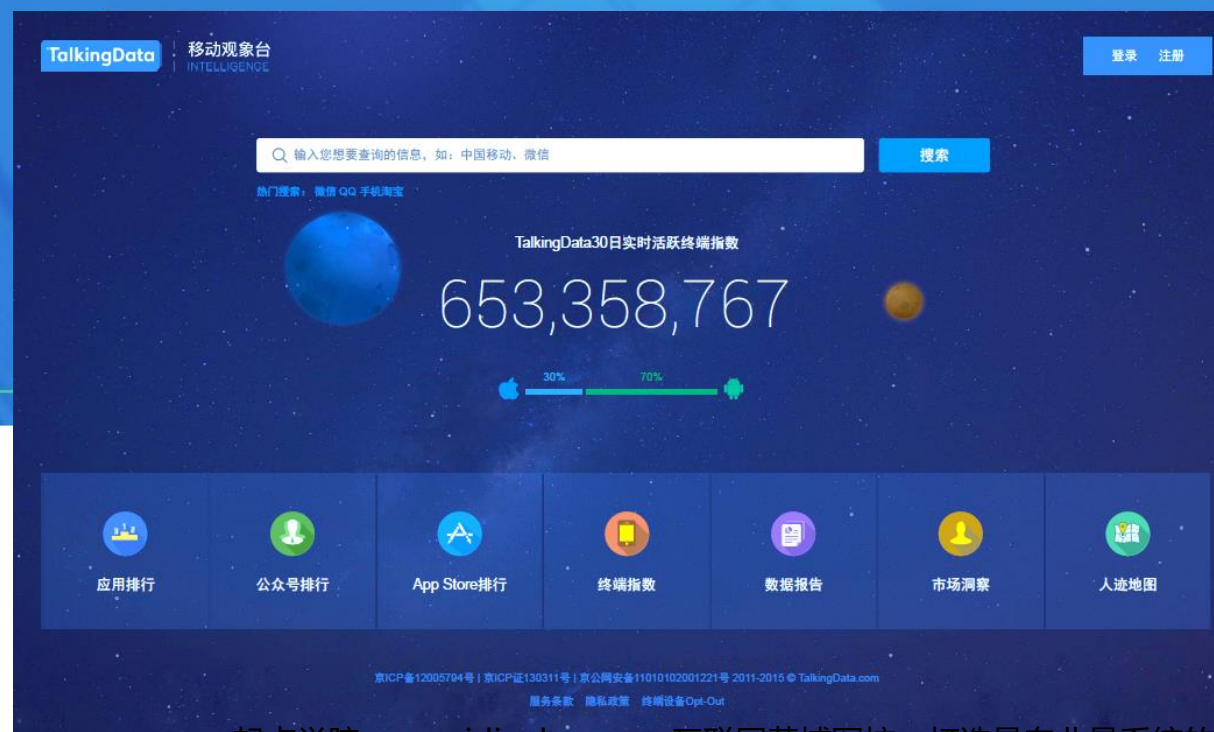 TalkingData 移动观象台
INTELLIGENCE
登录 注册
输入您想要查询的信息，如：中国移动、微信
搜索
热门搜索： 微信 QQ 手机淘宝
TalkingData30日实时活跃终端指数
653,358,767
30% 70%
应用排行 公众号排行 App Store排行 终端指数 数据报告 市场洞察 人迹地图
京ICP备12005794号 | 京ICP证130311号 | 京公网安备11010102001221号 2011-2015 © TalkingData.com
服务条款 隐私政策 终端设备Opt-Out